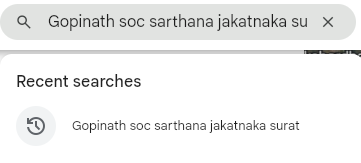 Gopinath soc sarthana jakatnaka su
Recent searches
Gopinath soc sarthana jakatnaka surat